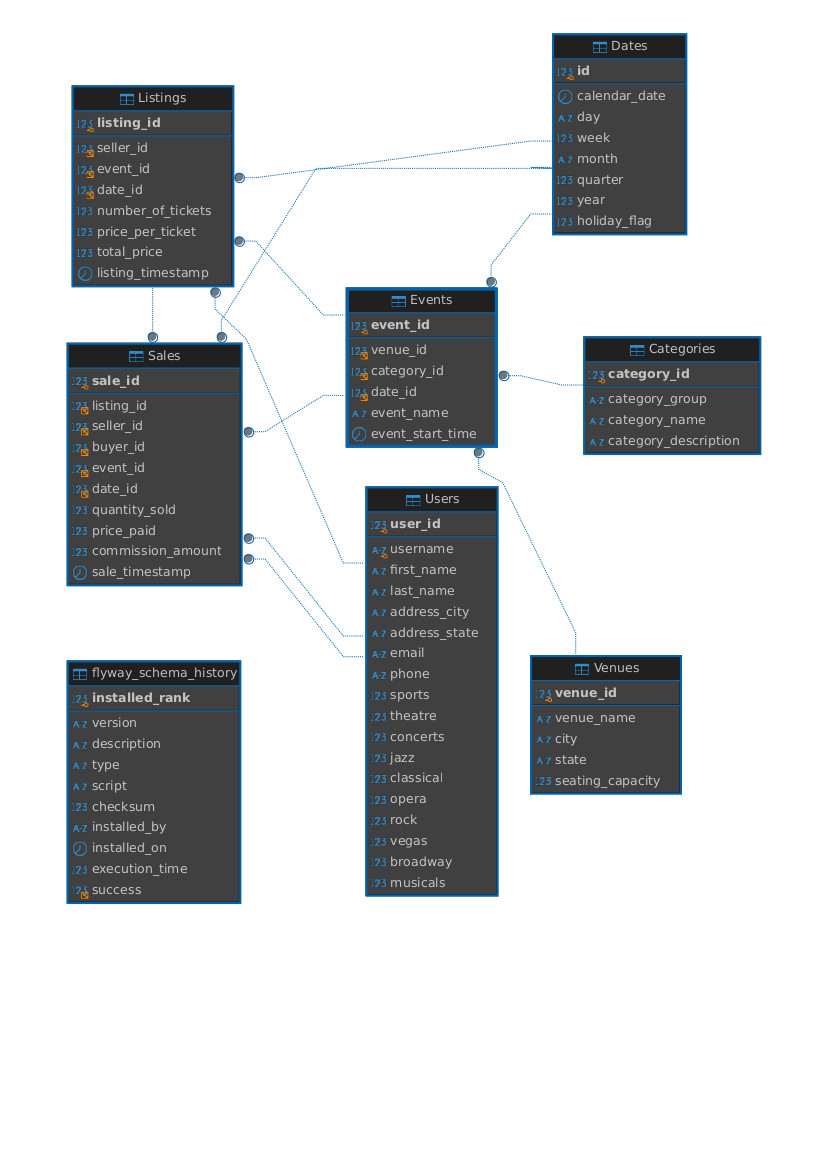 Dates
id
calendar_date
day
week
month
quarter
year
holiday_flag
Listings
listing_id
seller_id
event_id
date_id
number_of_tickets
price_per_ticket
total_price
listing_timestamp
Events
event_id
venue_id
category_id
date_id
event_name
event_start_time
Categories
category_id
category_group
category_name
category_description
Sales
sale_id
listing_id
seller_id
buyer_id
event_id
date_id
quantity_sold
price_paid
commission_amount
sale_timestamp
Users
user_id
username
first_name
last_name
address_city
address_state
email
phone
sports
theatre
concerts
jazz
classical
opera
rock
vegas
broadway
musicals
Venues
venue_id
venue_name
city
state
seating_capacity
flyway_schema_history
installed_rank
version
description
type
script
checksum
installed_by
installed_on
execution_time
success